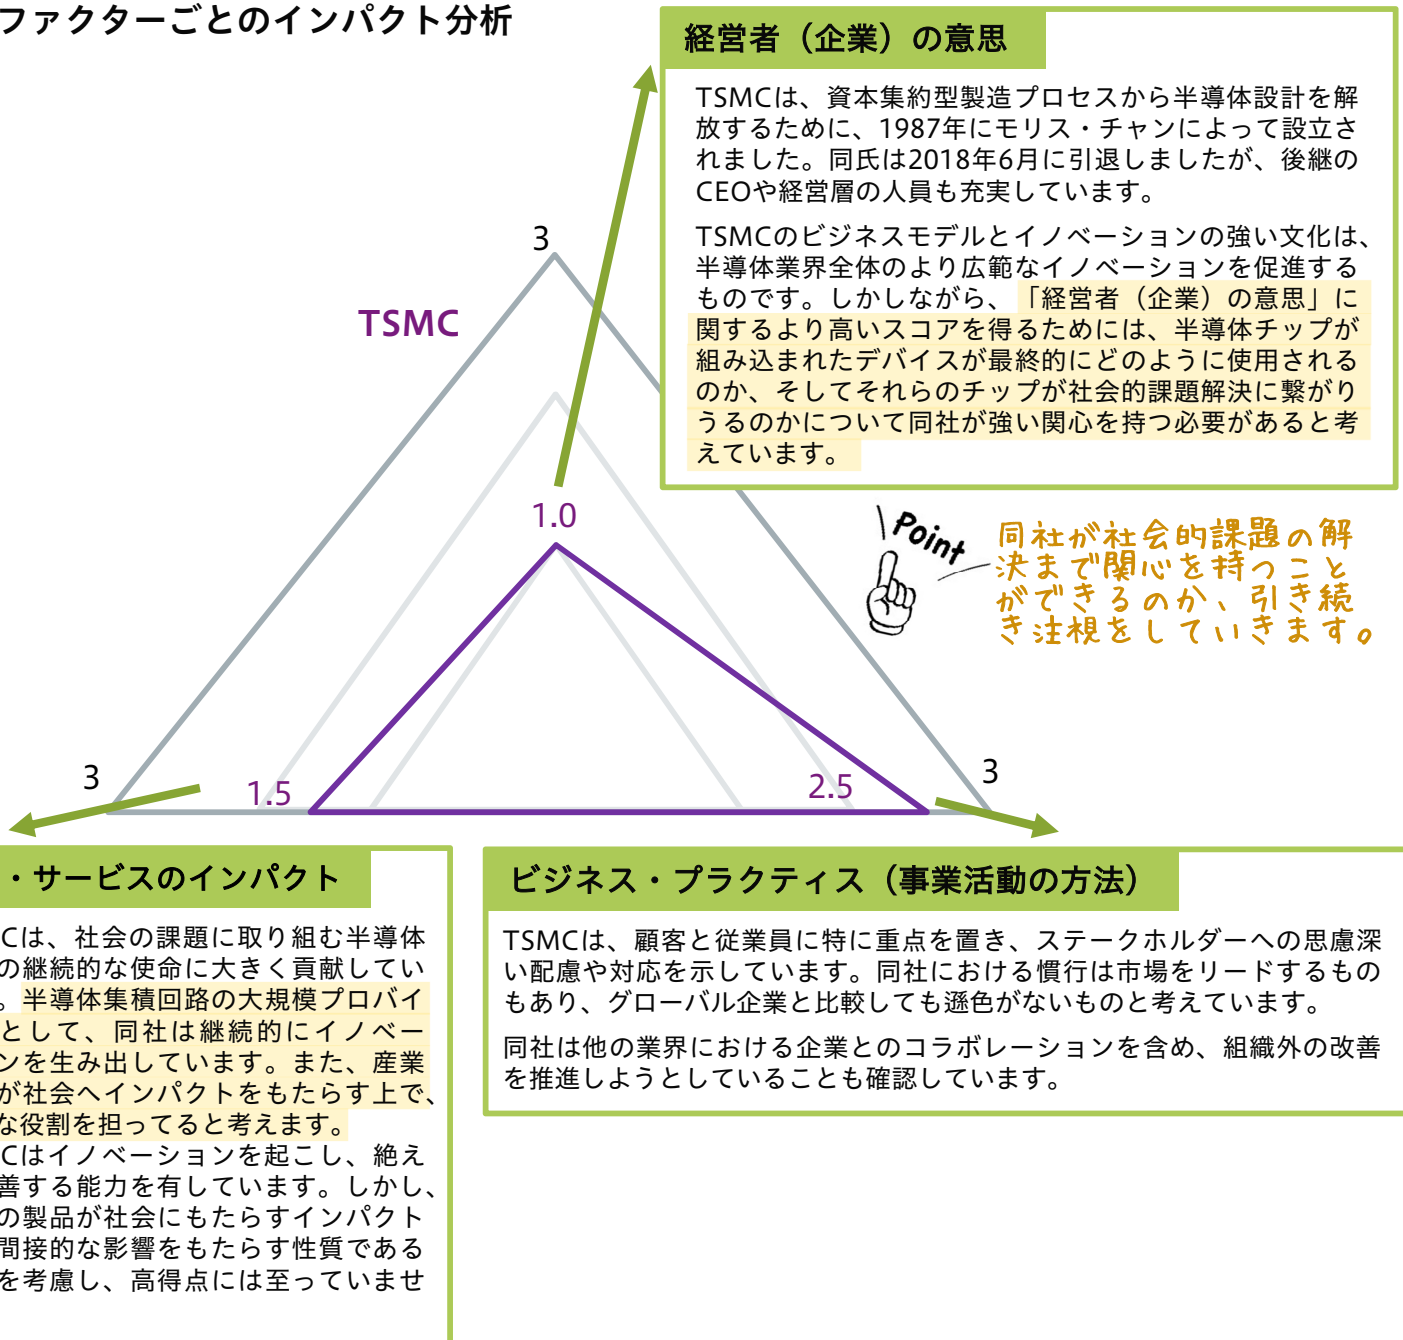 ファクターごとのインパクト分析
経営者（企業）の意思
TSMCは、資本集約型製造プロセスから半導体設計を解
放するために、1987年にモリス・チャンによって設立さ
れました。同氏は2018年6月に引退しましたが、後継の
CEOや経営層の人員も充実しています。
TSMCのビジネスモデルとイノベーションの強い文化は、
半導体業界全体のより広範なイノベーションを促進する
ものです。しかしながら、「経営者（企業）の意思」に
関するより高いスコアを得るためには、半導体チップが
組み込まれたデバイスが最終的にどのように使用される
のか、そしてそれらのチップが社会的課題解決に繋がり
うるのかについて同社が強い関心を持つ必要があると考
えています。
3
TSMC
1.0
Point
同社が社会的課題の解
決まで関心を持つこと
ができるのか、引き続
き注視をしていきます。
3
1.5
2.5
3
・サービスのインパクト
Cは、社会の課題に取り組む半導体
の継続的な使命に大きく貢献してい
。半導体集積回路の大規模プロバイ
として、同社は継続的にイノベー
ンを生み出しています。また、産業
が社会へインパクトをもたらす上で、
な役割を担ってると考えます。
Cはイノベーションを起こし、絶え
善する能力を有しています。しかし、
の製品が社会にもたらすインパクト
間接的な影響をもたらす性質である
を考慮し、高得点には至っていませ
ビジネス・プラクティス（事業活動の方法）
TSMCは、顧客と従業員に特に重点を置き、ステークホルダーへの思慮深
い配慮や対応を示しています。同社における慣行は市場をリードするもの
もあり、グローバル企業と比較しても遜色がないものと考えています。
同社は他の業界における企業とのコラボレーションを含め、組織外の改善
を推進しようとしていることも確認しています。